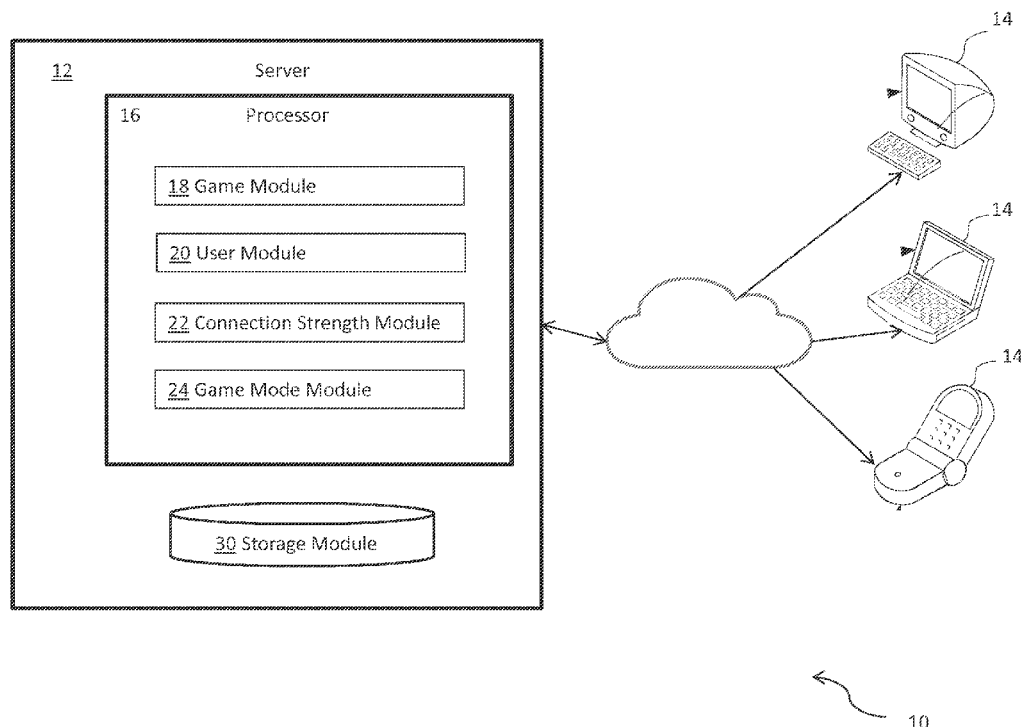 12 Server
16 Processor
18 Game Module
20 User Module
22 Connection Strength Module
24 Game Mode Module
30 Storage Module
14
14
14
10